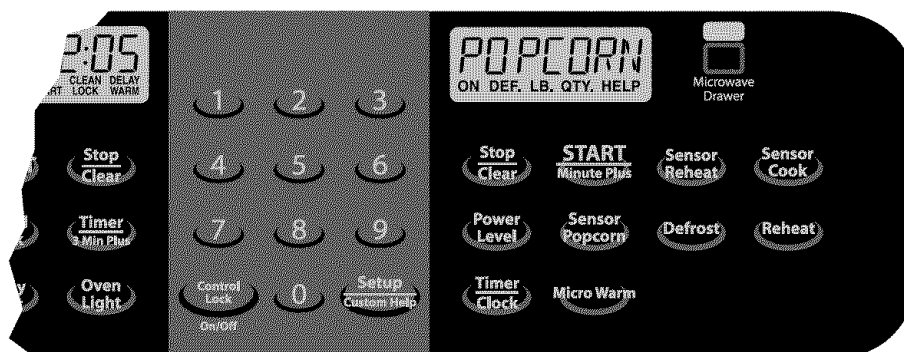 2:05
CLEAN DELAY
LOCK WARM
POPCORN
ON DEF. LB. QTY. HELP
Microwave
Drawer
1 2 3
Stop
Clear
4 5 6
Stop
Clear
START
Minute Plus
Sensor
Reheat
Sensor
Cook
Timer
3 Min Plus
7 8 9
Power
Level
Sensor
Popcorn
Defrost
Reheat
Oven
Light
Control
Lock
On/Off
0
Setup
Custom Help
Timer
Clock
Micro Warm